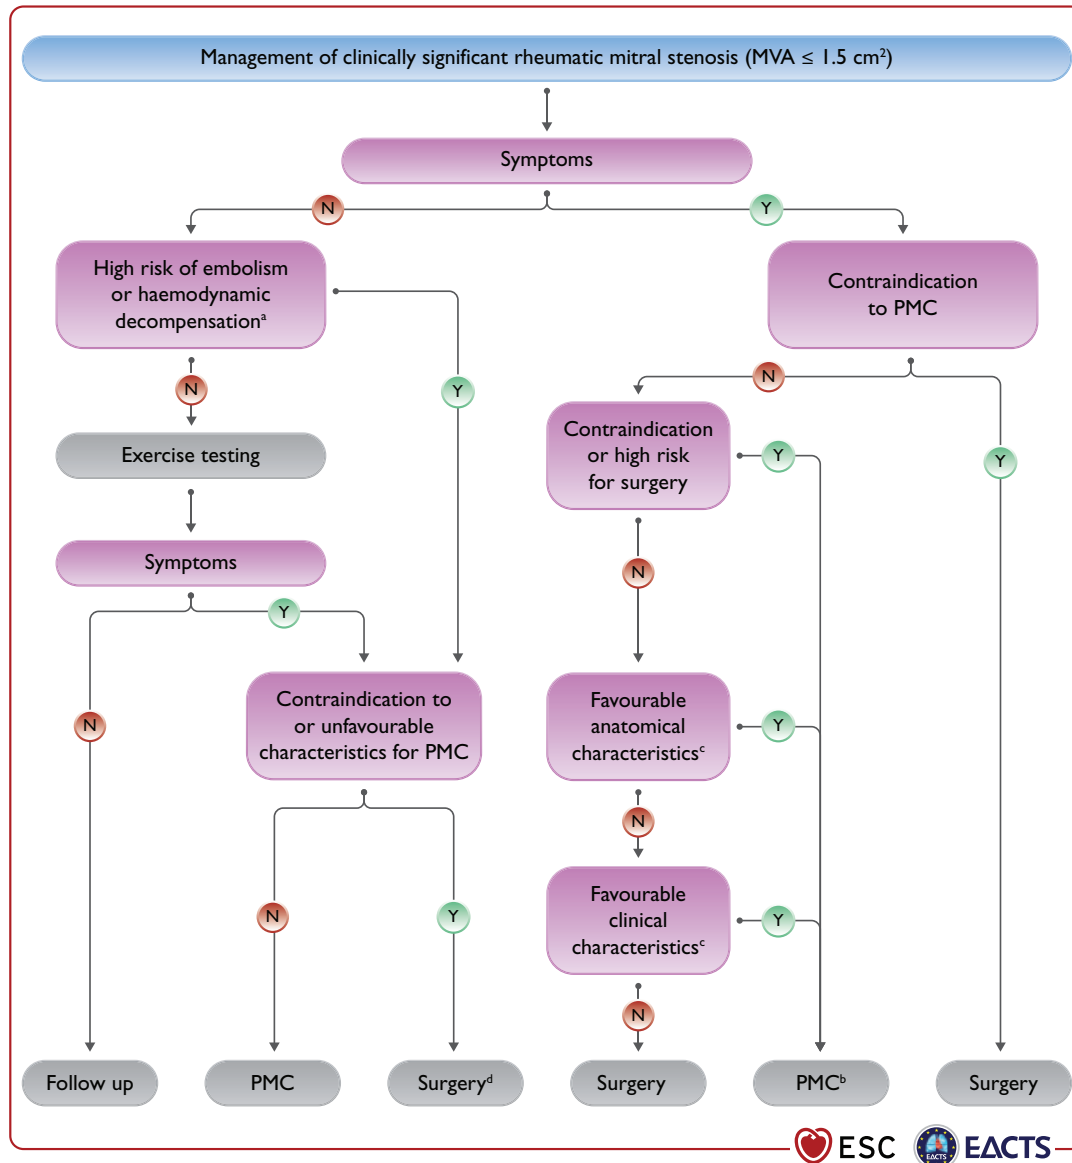 Management of clinically significant rheumatic mitral stenosis (MVA ≤ 1.5 cm²)
Symptoms
N
Y
High risk of embolism
or haemodynamic
decompensationᵃ
Contraindication
to PMC
N
Y
N
Y
Exercise testing
Contraindication
or high risk
for surgery
Y
Symptoms
N
Y
N
Contraindication to
or unfavourable
characteristics for PMC
Favourable
anatomical
characteristicsᶜ
Y
N
N
Y
Favourable
clinical
characteristicsᶜ
Y
N
Follow up
PMC
Surgeryᵈ
Surgery
PMCᵇ
Surgery
ESC
EACTS
EΔCTS